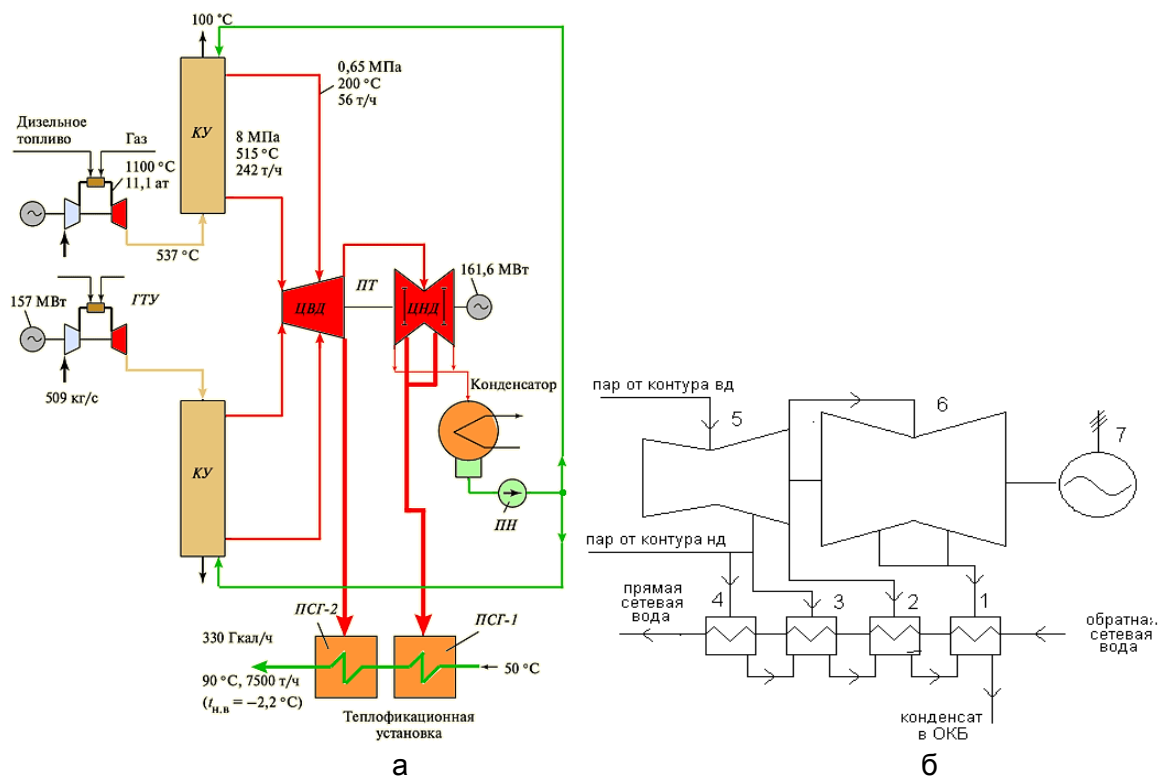 100 °C
0,65 МПа
200 °C
56 т/ч
Дизельное
топливо
Газ
КУ
8 МПа
515 °C
242 т/ч
1100 °C
11,1 ат
537 °C
157 МВт
ГТУ
ЦВД
ПТ
ЦНД
161,6 МВт
509 кг/с
Конденсатор
КУ
ПН
ПСГ-2
ПСГ-1
330 Гкал/ч
50 °C
90 °C, 7500 т/ч
(tн.в = −2,2 °C)
Теплофикационная
установка
а
пар от контура вд
5
6
7
пар от контура нд
прямая
сетевая
вода
4
3
2
1
обратная
сетевая
вода
конденсат
в ОКБ
б